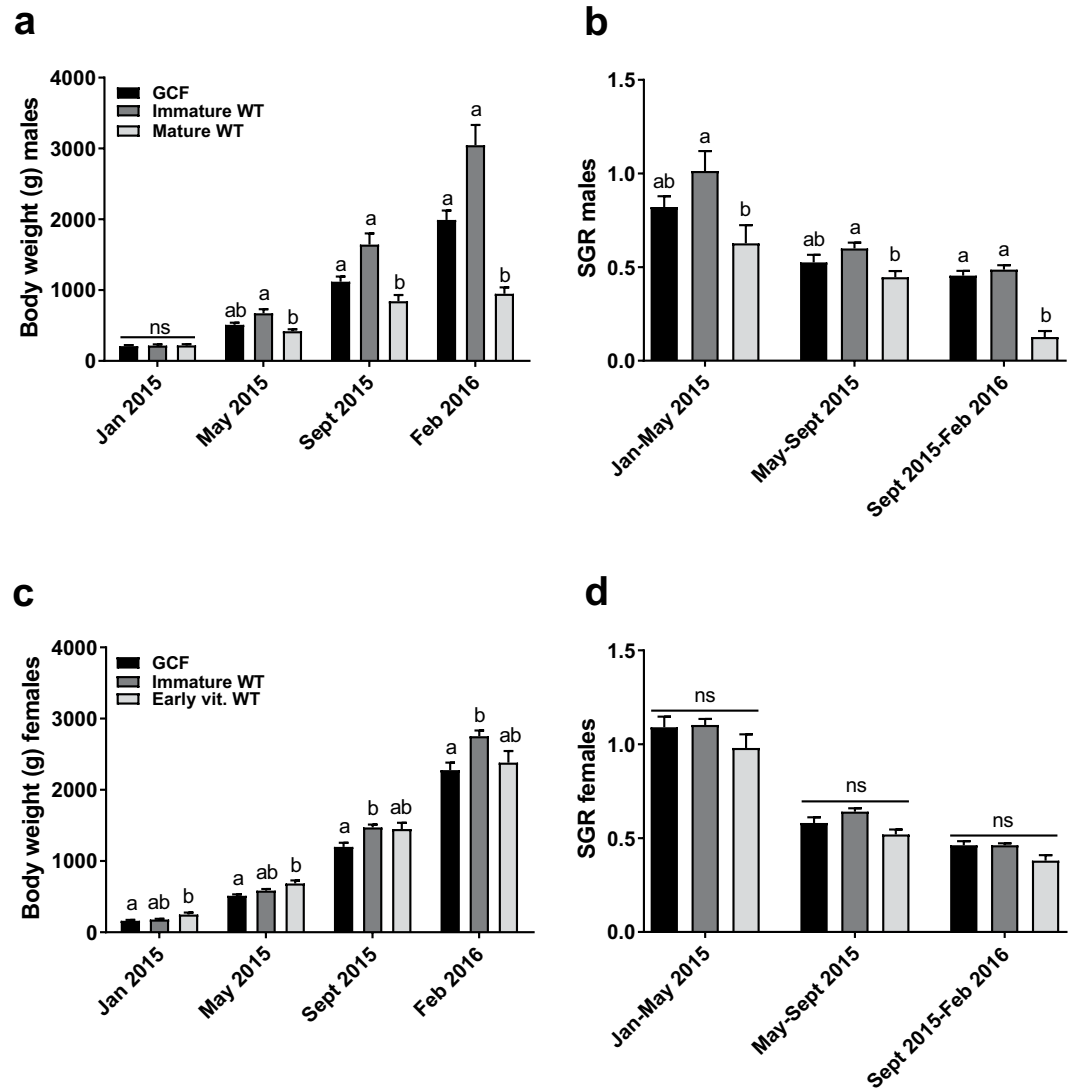 a
Body weight (g) males
4000
3000
2000
1000
0
GCF
Immature WT
Mature WT
ns
ab a b
a a b
a a b
Jan 2015
May 2015
Sept 2015
Feb 2016
b
SGR males
1.5
1.0
0.5
0.0
ab a b
ab a b
a a b
Jan-May 2015
May-Sept 2015
Sept 2015-Feb 2016
c
Body weight (g) females
4000
3000
2000
1000
0
GCF
Immature WT
Early vit. WT
a ab b
a ab b
a b ab
a b ab
Jan 2015
May 2015
Sept 2015
Feb 2016
d
SGR females
1.5
1.0
0.5
0.0
ns
ns
ns
Jan-May 2015
May-Sept 2015
Sept 2015-Feb 2016